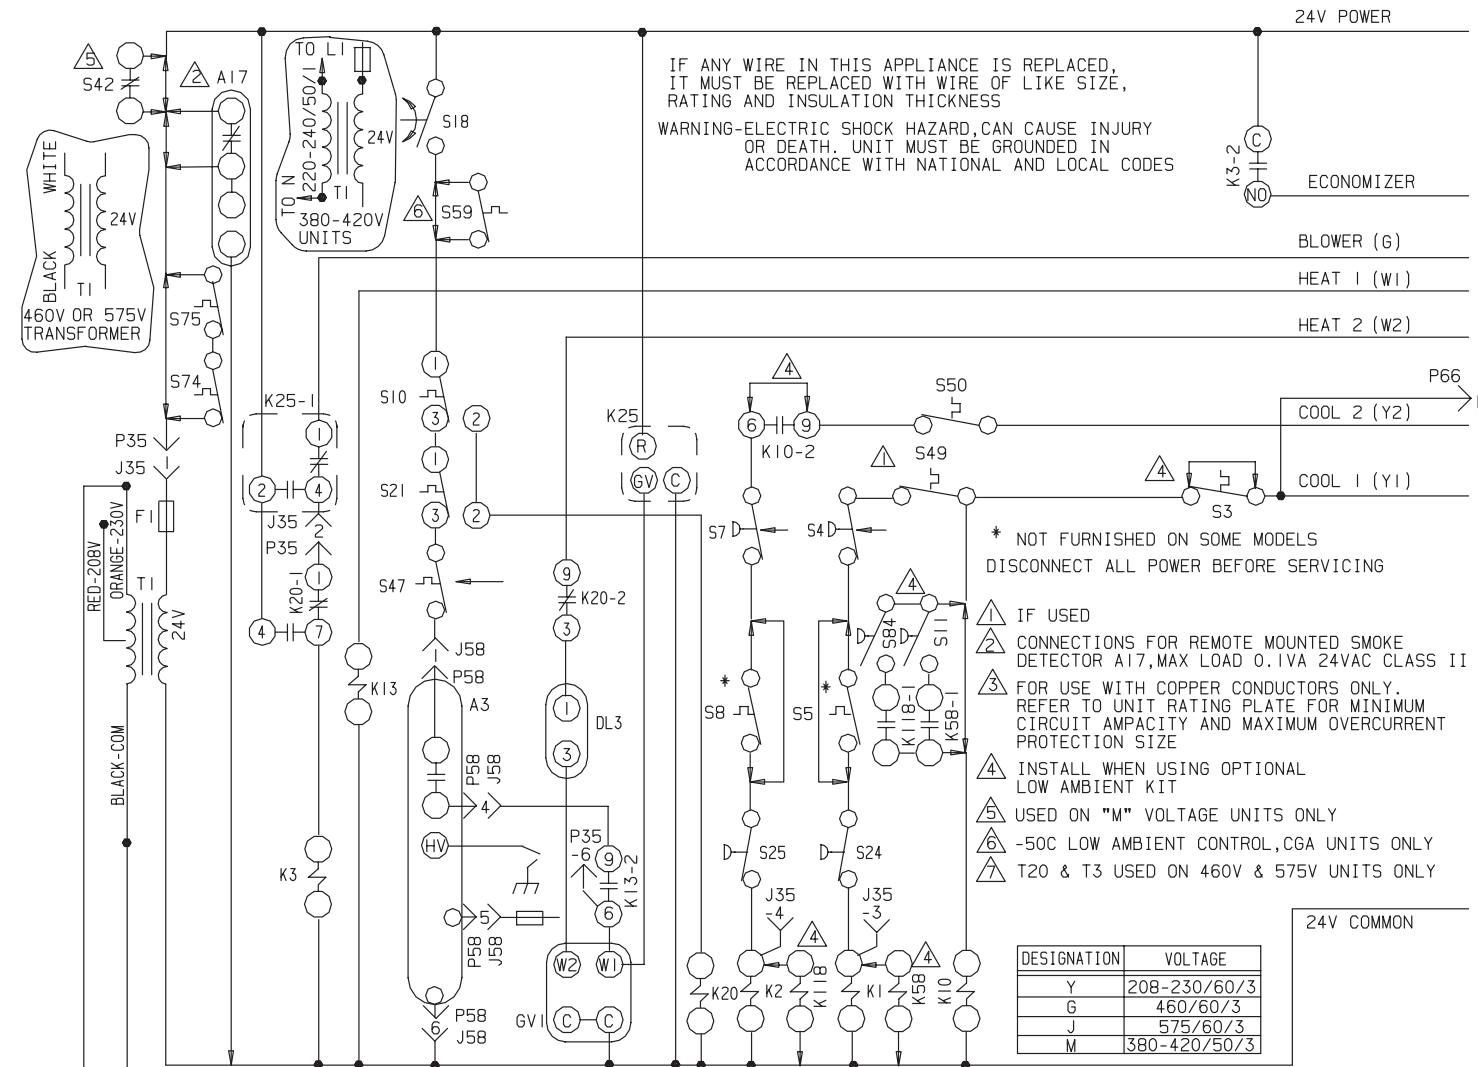 24V POWER
5
S42
2
A17
TO L1
220-240/50/1
24V
T1
TO N
380-420V
UNITS
S18
6
S59
IF ANY WIRE IN THIS APPLIANCE IS REPLACED,
IT MUST BE REPLACED WITH WIRE OF LIKE SIZE,
RATING AND INSULATION THICKNESS
WARNING-ELECTRIC SHOCK HAZARD,CAN CAUSE INJURY
OR DEATH. UNIT MUST BE GROUNDED IN
ACCORDANCE WITH NATIONAL AND LOCAL CODES
C
K3-2
NO
ECONOMIZER
BLOWER (G)
HEAT 1 (W1)
HEAT 2 (W2)
P66
COOL 2 (Y2)
COOL 1 (Y1)
WHITE
BLACK
24V
T1
460V OR 575V
TRANSFORMER
S75
S74
P35
1
J35
F1
RED-208V
ORANGE-230V
T1
24V
BLACK-COM
K25-1
1
2
4
J35
2
P35
K20-1
1
4
7
K13
K3
S10
1
3
2
S21
1
3
2
S47
J58
1
P58
A3
P58
J58
4
HV
5
P58
J58
P58
6
J58
K25
R
GV
C
9
K20-2
3
1
DL3
3
P35
-6
9
K13-2
6
W2
W1
GV1
C
C
4
6
9
K10-2
S50
1
S49
4
S3
S7
S4
4
S84
S11
*
S8
*
S5
K118-1
K58-1
S25
S24
J35
-4
J35
-3
4
4
K20
K2
K118
K1
K58
K10
* NOT FURNISHED ON SOME MODELS
DISCONNECT ALL POWER BEFORE SERVICING
1 IF USED
2 CONNECTIONS FOR REMOTE MOUNTED SMOKE
DETECTOR A17,MAX LOAD 0.1VA 24VAC CLASS II
3 FOR USE WITH COPPER CONDUCTORS ONLY.
REFER TO UNIT RATING PLATE FOR MINIMUM
CIRCUIT AMPACITY AND MAXIMUM OVERCURRENT
PROTECTION SIZE
4 INSTALL WHEN USING OPTIONAL
LOW AMBIENT KIT
5 USED ON "M" VOLTAGE UNITS ONLY
6 -50C LOW AMBIENT CONTROL,CGA UNITS ONLY
7 T20 & T3 USED ON 460V & 575V UNITS ONLY
24V COMMON
DESIGNATION VOLTAGE
Y 208-230/60/3
G 460/60/3
J 575/60/3
M 380-420/50/3